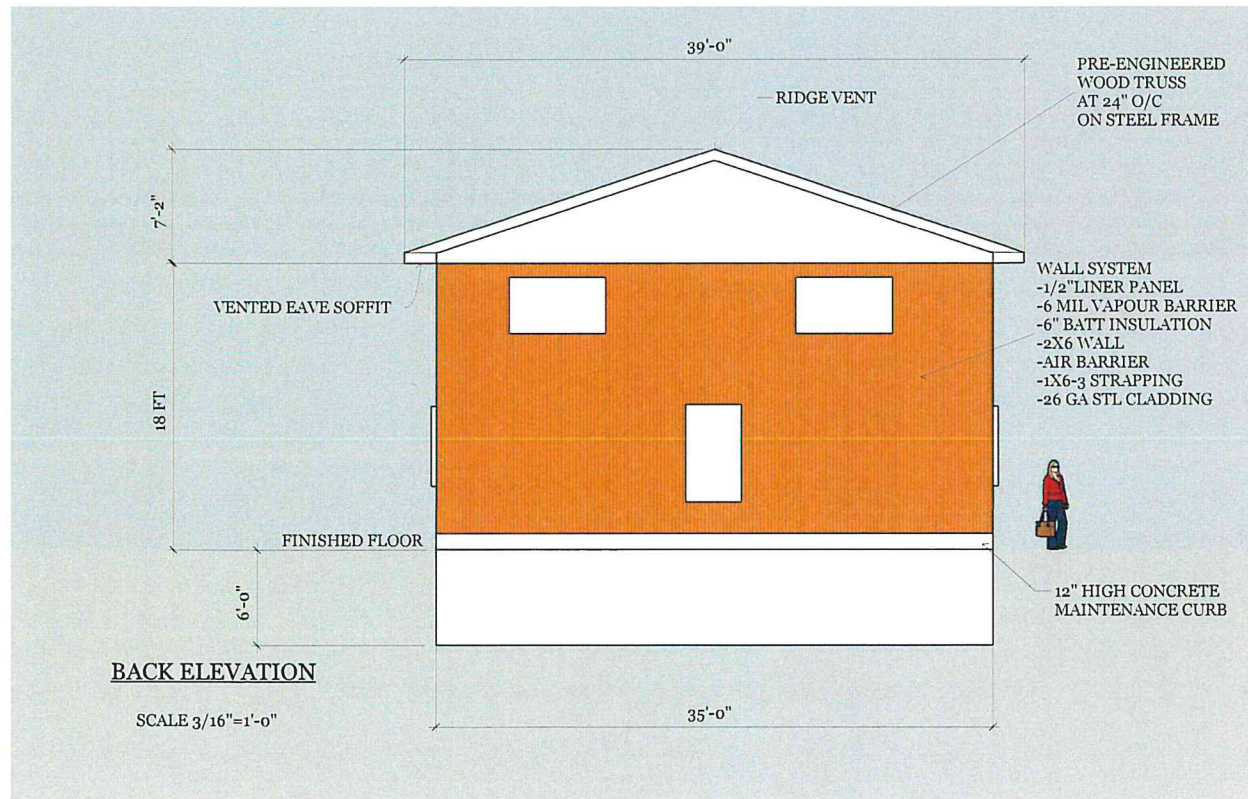 39'-0"
PRE-ENGINEERED
WOOD TRUSS
AT 24" O/C
ON STEEL FRAME
RIDGE VENT
7'-2"
VENTED EAVE SOFFIT
WALL SYSTEM
-1/2"LINER PANEL
-6 MIL VAPOUR BARRIER
-6" BATT INSULATION
-2X6 WALL
-AIR BARRIER
-1X6-3 STRAPPING
-26 GA STL CLADDING
18 FT
FINISHED FLOOR
6'-0"
12" HIGH CONCRETE
MAINTENANCE CURB
BACK ELEVATION
SCALE 3/16"=1'-0"
35'-0"